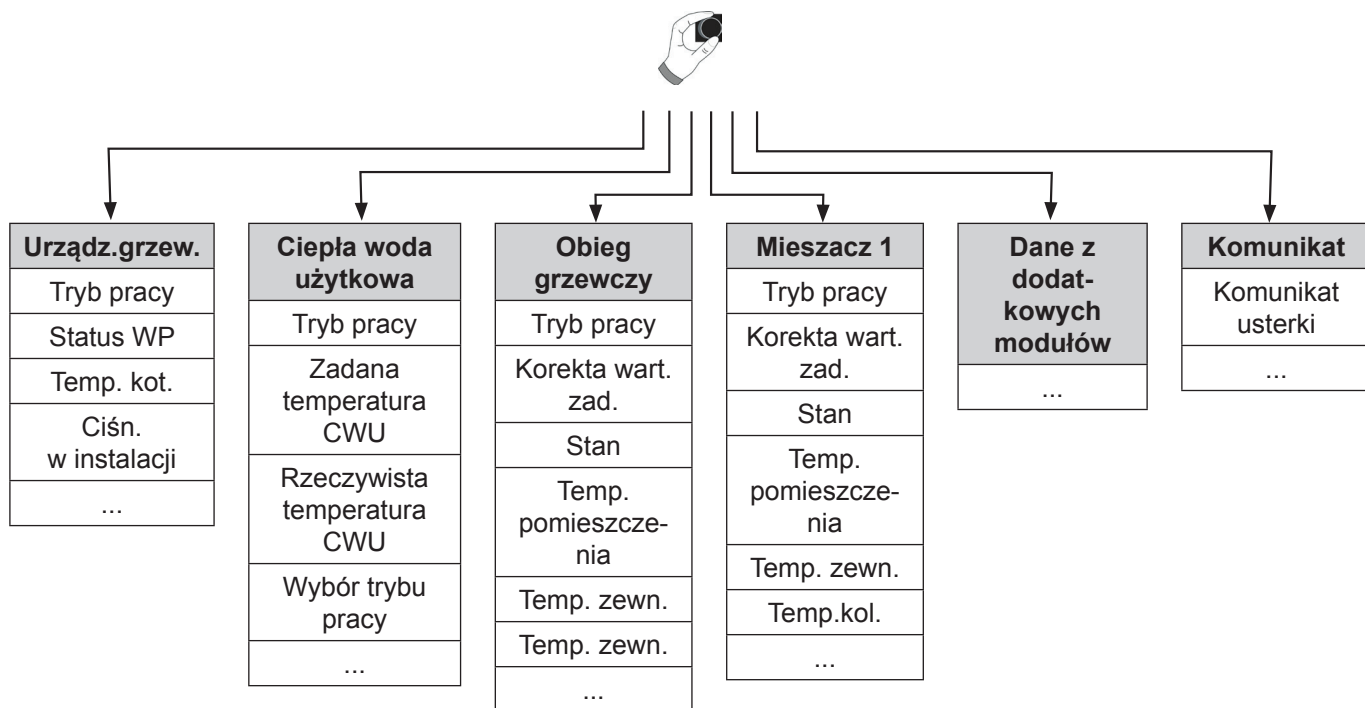 Urządz.grzew.
Tryb pracy
Status WP
Temp. kot.
Ciśn.
w instalacji
...
Ciepła woda
użytkowa
Tryb pracy
Zadana
temperatura
CWU
Rzeczywista
temperatura
CWU
Wybór trybu
pracy
...
Obieg
grzewczy
Tryb pracy
Korekta wart.
zad.
Stan
Temp.
pomieszcze-
nia
Temp. zewn.
Temp. zewn.
...
Mieszacz 1
Tryb pracy
Korekta wart.
zad.
Stan
Temp.
pomieszcze-
nia
Temp. zewn.
Temp.kol.
...
Dane z
dodat-
kowych
modułów
...
Komunikat
Komunikat
usterki
...